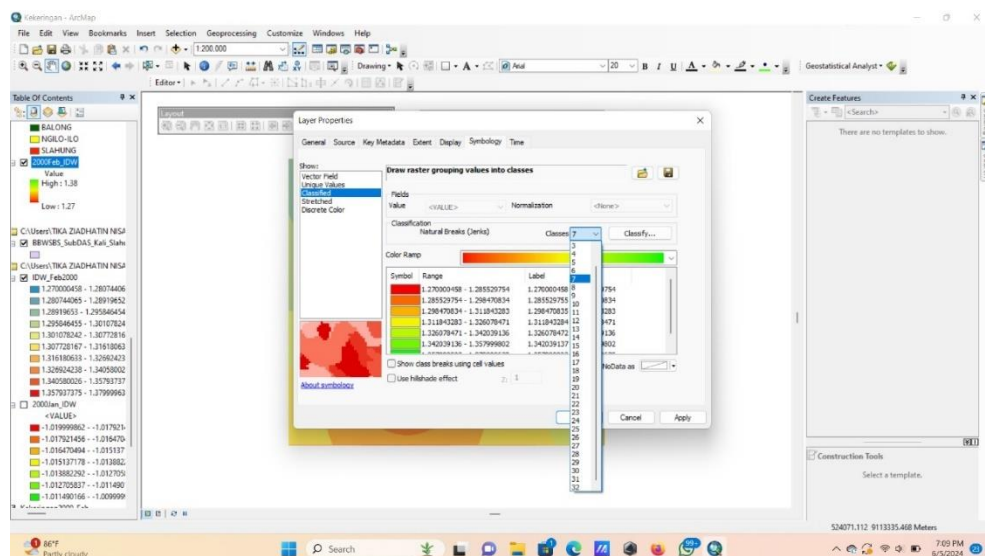 Kekeringan - ArcMap
File Edit View Bookmarks Insert Selection Geoprocessing Customize Windows Help
1:200.000
Drawing
Arial
20
B I U A
Geostatistical Analyst
Editor
Table Of Contents
BALONG
NGILO-ILO
SLAHUNG
2000Feb_IDW
Value
High : 1.38
Low : 1.27
C:\Users\TIKA ZIADHATIN NISA
BBWSBS_SubDAS_Kali_Slahu
C:\Users\TIKA ZIADHATIN NISA
IDW_Feb2000
1.270000458 - 1.28074406
1.280744065 - 1.28919652
1.28919653 - 1.295846454
1.295846455 - 1.30107824
1.301078242 - 1.30772816
1.307728167 - 1.31618063
1.316180633 - 1.32692423
1.326924238 - 1.34058002
1.340580026 - 1.35793737
1.357937375 - 1.37999963
2000Jan_IDW
<VALUE>
-1.019999862 - -1.017921
-1.017921456 - -1.016470
-1.016470494 - -1.015137
-1.015137178 - -1.013882
-1.013882292 - -1.012705
-1.012705837 - -1.011490
-1.011490166 - -1.009999
Layout
Layer Properties
General Source Key Metadata Extent Display Symbology Time
Show:
Vector Field
Unique Values
Classified
Stretched
Discrete Color
About symbology
Draw raster grouping values into classes
Fields
Value <VALUE> Normalization <None>
Classification
Natural Breaks (Jenks) Classes 7 Classify...
Color Ramp
Symbol Range Label
1.270000458 - 1.285529754 1.270000458
1.285529754 - 1.298470834 1.285529755
1.298470834 - 1.311843283 1.298470835
1.311843283 - 1.326078471 1.311843284
1.326078471 - 1.342039136 1.326078472
1.342039136 - 1.357999802 1.342039137
Show class breaks using cell values
Use hillshade effect Z: 1
NoData as
3
4
5
6
7
8
9
10
11
12
13
14
15
16
17
18
19
20
21
22
23
24
25
26
27
28
29
30
31
32
Cancel Apply
Create Features
<Search>
There are no templates to show.
Construction Tools
Select a template.
524071.112 9113335.468 Meters
86°F
Partly cloudy
Search
99+
7:09 PM
6/5/2024